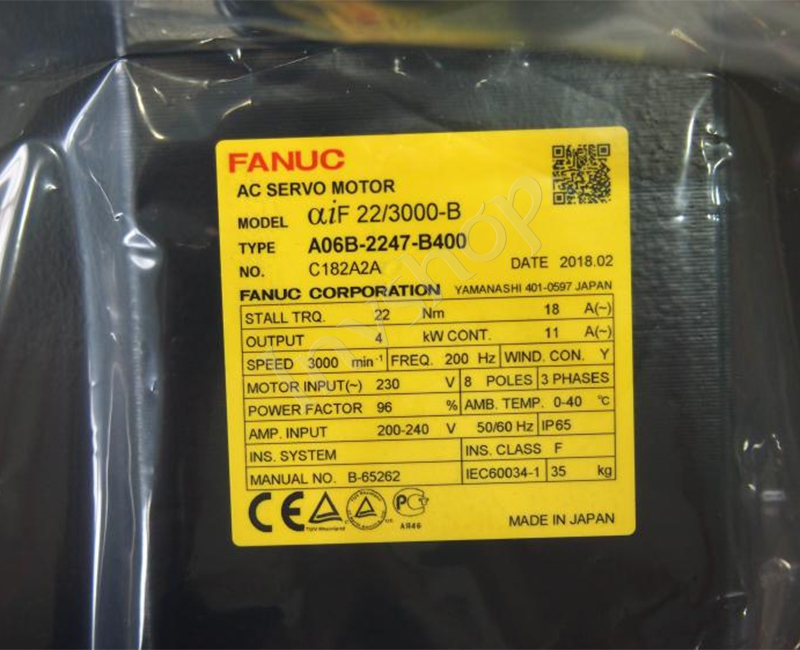 FANUC
AC SERVO MOTOR
MODEL αiF 22/3000-B
TYPE A06B-2247-B400
NO. C182A2A DATE 2018.02
FANUC CORPORATION YAMANASHI 401-0597 JAPAN
STALL TRQ. 22 Nm 18 A(~)
OUTPUT 4 kW CONT. 11 A(~)
SPEED 3000 min⁻¹ FREQ. 200 Hz WIND. CON. Y
MOTOR INPUT(~) 230 V 8 POLES 3 PHASES
POWER FACTOR 96 % AMB. TEMP. 0-40 °C
AMP. INPUT 200-240 V 50/60 Hz IP65
INS. SYSTEM INS. CLASS F
MANUAL NO. B-65262 IEC60034-1 35 kg
CE
MADE IN JAPAN
invshop